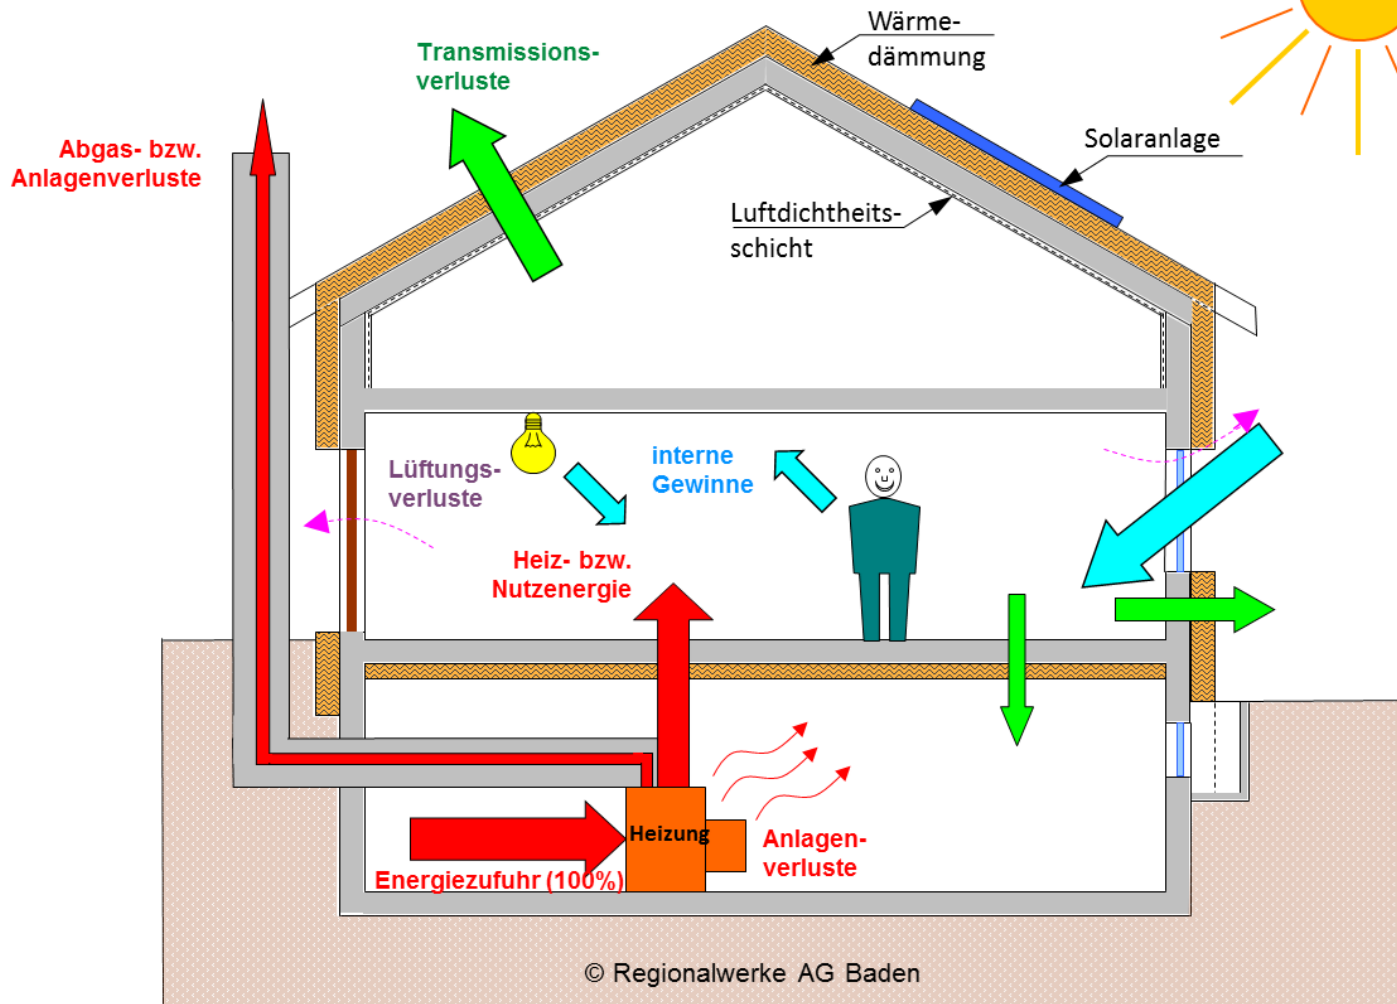 Wärme-
dämmung
Transmissions-
verluste
Solaranlage
Abgas- bzw.
Anlagenverluste
Luftdichtheits-
schicht
Lüftungs-
verluste
interne
Gewinne
Heiz- bzw.
Nutzenergie
Heizung
Anlagen-
verluste
Energiezufuhr (100%)
© Regionalwerke AG Baden